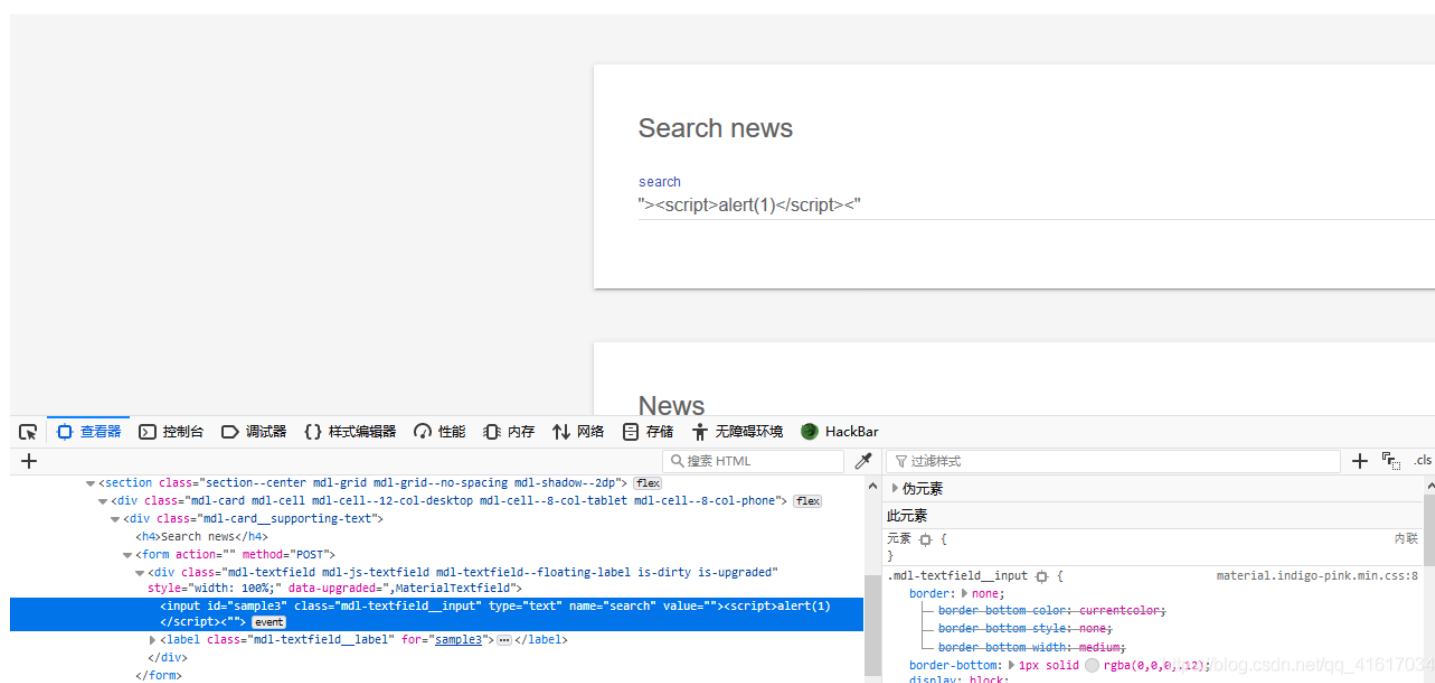 Search news
search
"><script>alert(1)</script><"
News
查看器 控制台 调试器 {} 样式编辑器 性能 内存 网络 存储 无障碍环境 HackBar
+ 搜索 HTML
过滤样式 + .cls
<section class="section--center mdl-grid mdl-grid--no-spacing mdl-shadow--2dp"> flex
<div class="mdl-card mdl-cell mdl-cell--12-col-desktop mdl-cell--8-col-tablet mdl-cell--8-col-phone"> flex
<div class="mdl-card__supporting-text">
<h4>Search news</h4>
<form action="" method="POST">
<div class="mdl-textfield mdl-js-textfield mdl-textfield--floating-label is-dirty is-upgraded"
style="width: 100%;" data-upgraded=",MaterialTextfield">
<input id="sample3" class="mdl-textfield__input" type="text" name="search" value=""><script>alert(1)
</script><""> event
<label class="mdl-textfield__label" for="sample3">⋯</label>
</div>
</form>
伪元素
此元素
元素 { 内联
}
.mdl-textfield__input { material.indigo-pink.min.css:8
border: none;
border-bottom-color: currentcolor;
border-bottom-style: none;
border-bottom-width: medium;
border-bottom: 1px solid rgba(0,0,0,.12);
display: block;
blog.csdn.net/qq_41617034